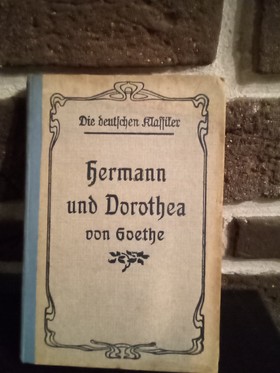 Die deutschen Klassiker
Hermann
und Dorothea
von Goethe